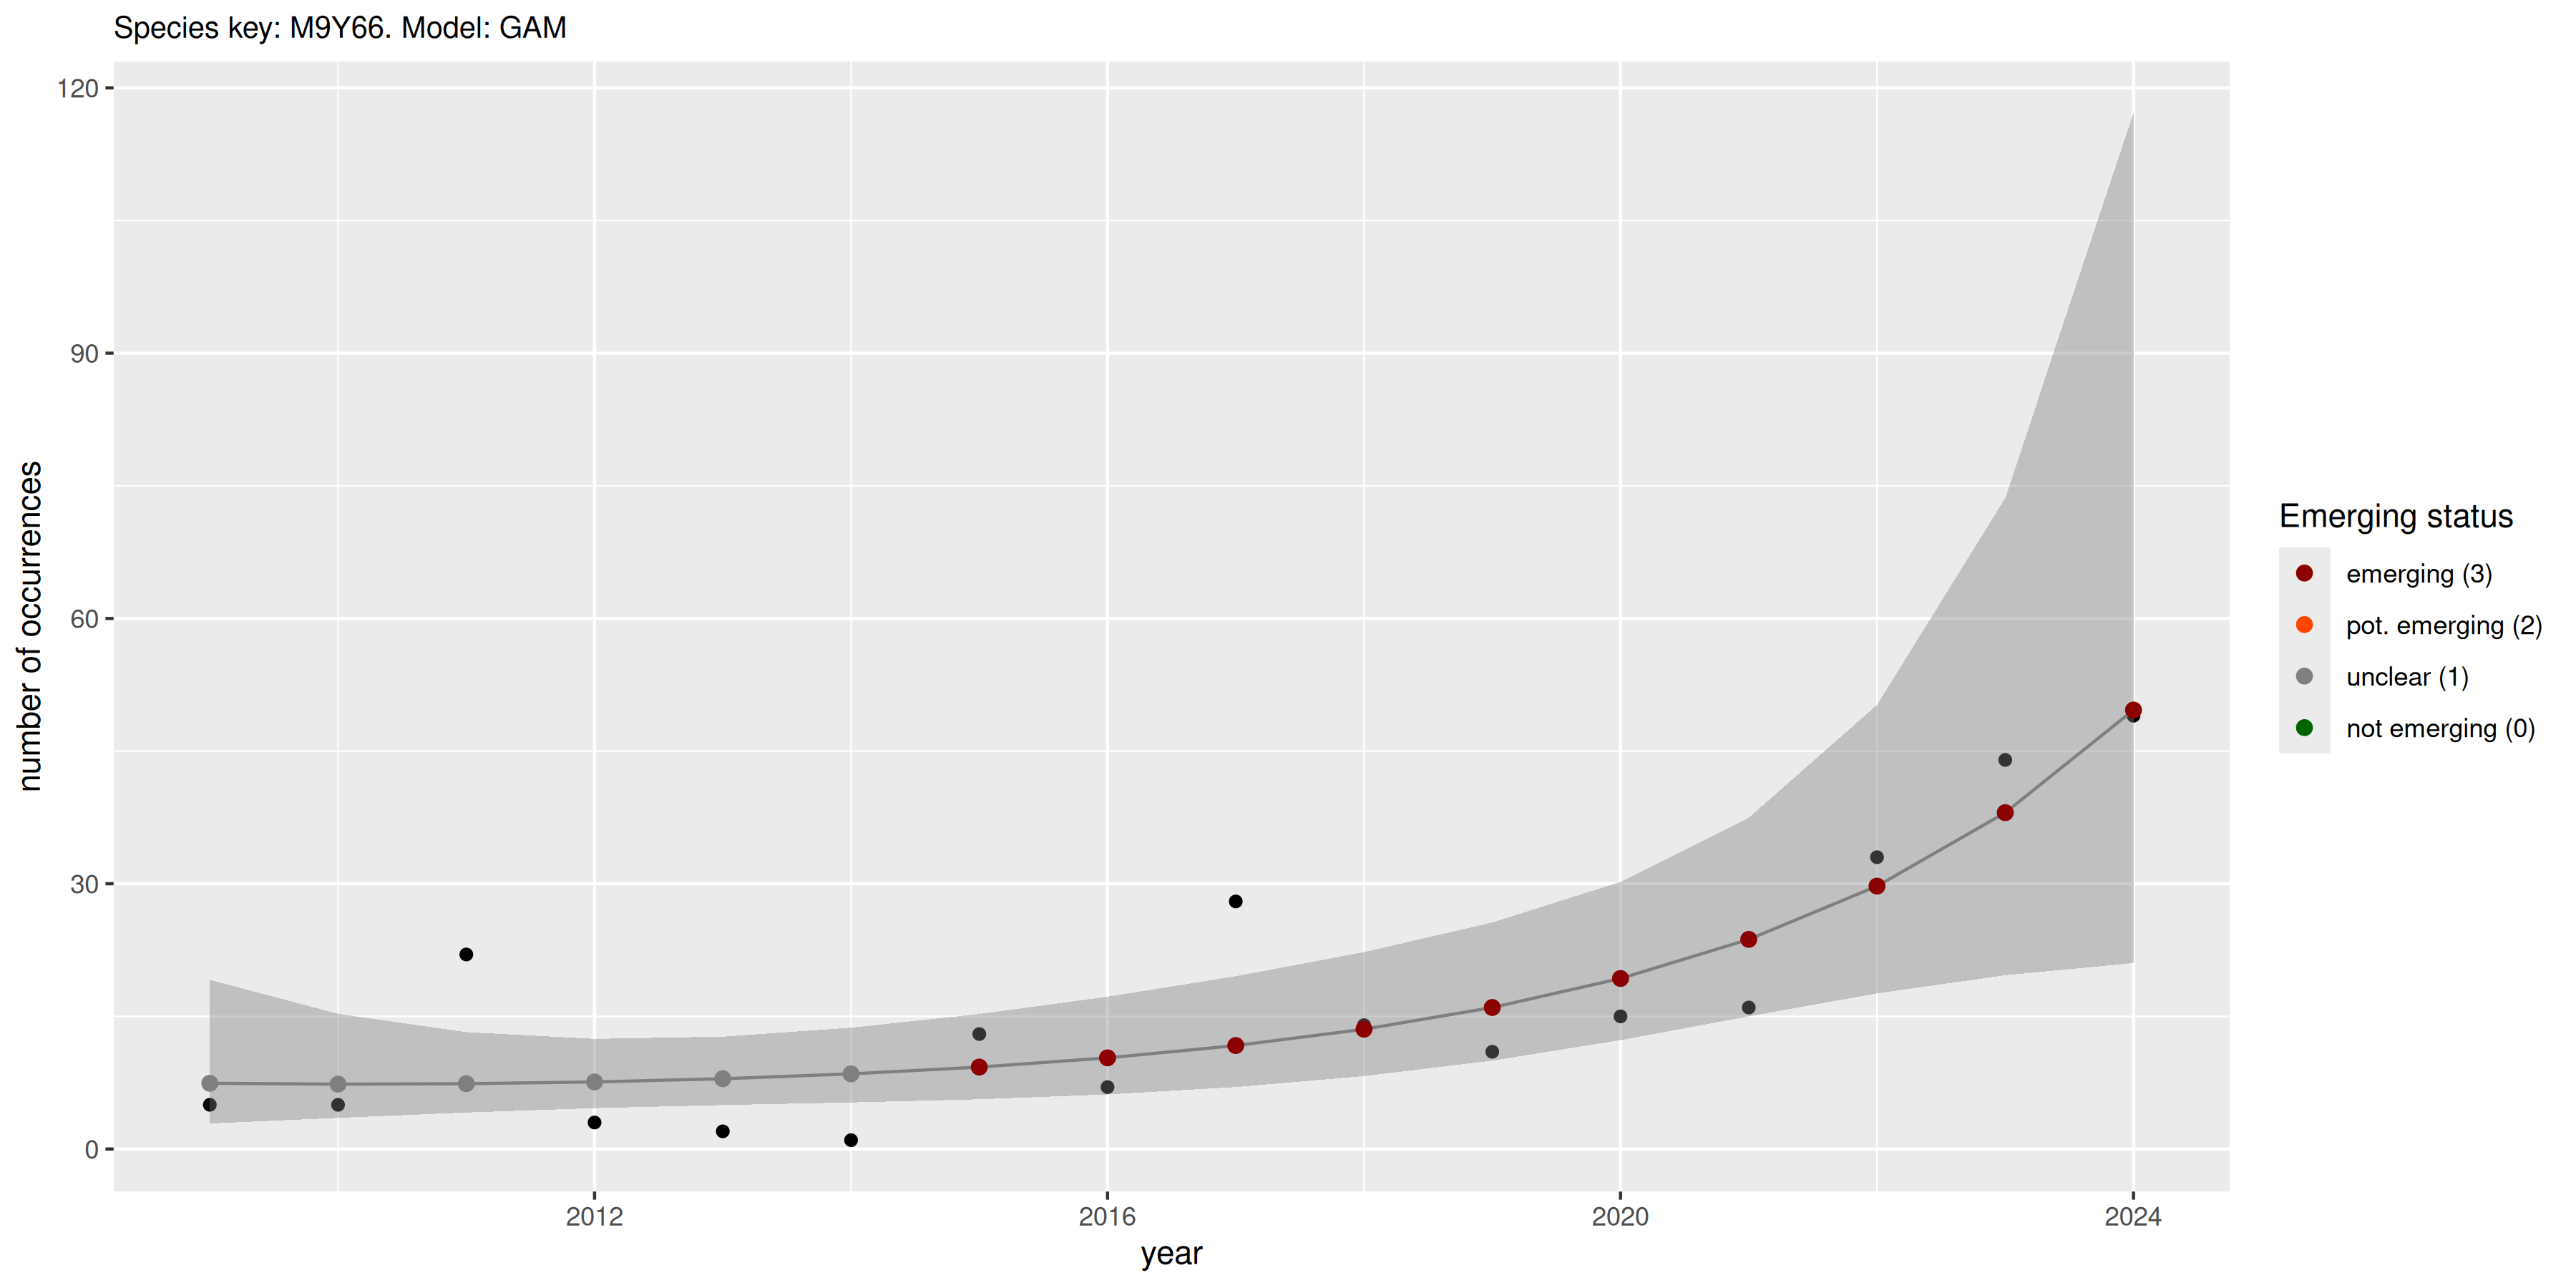 Species key: M9Y66. Model: GAM
120
90
60
30
0
number of occurrences
2012
2016
2020
2024
year
Emerging status
emerging (3)
pot. emerging (2)
unclear (1)
not emerging (0)